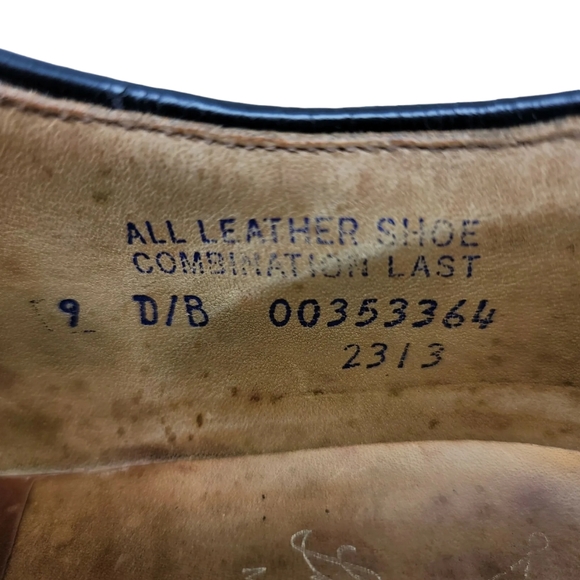 ALL LEATHER SHOE
COMBINATION LAST
9 D/B 00353364
2313